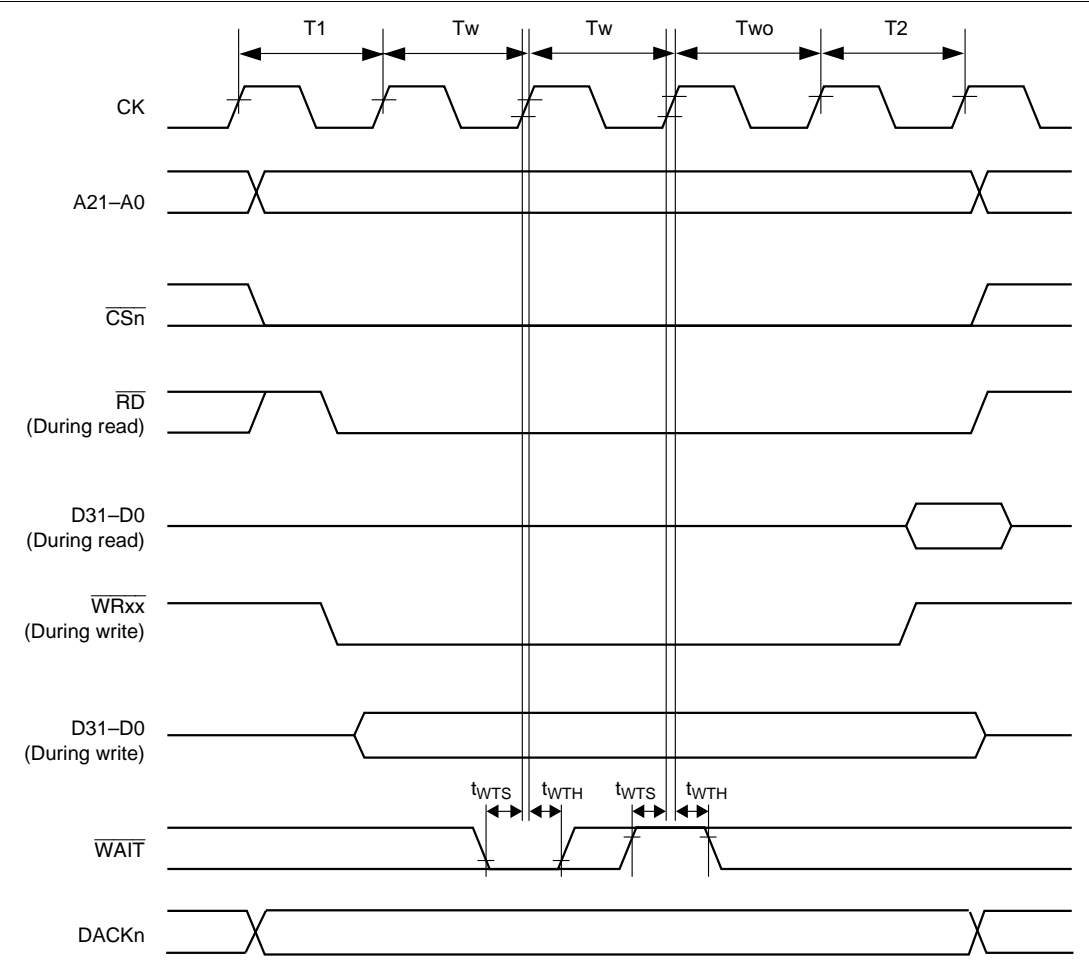 T1 Tw Tw Two T2
CK
A21–A0
CSn
RD
(During read)
D31–D0
(During read)
WRxx
(During write)
D31–D0
(During write)
tWTS tWTH tWTS tWTH
WAIT
DACKn